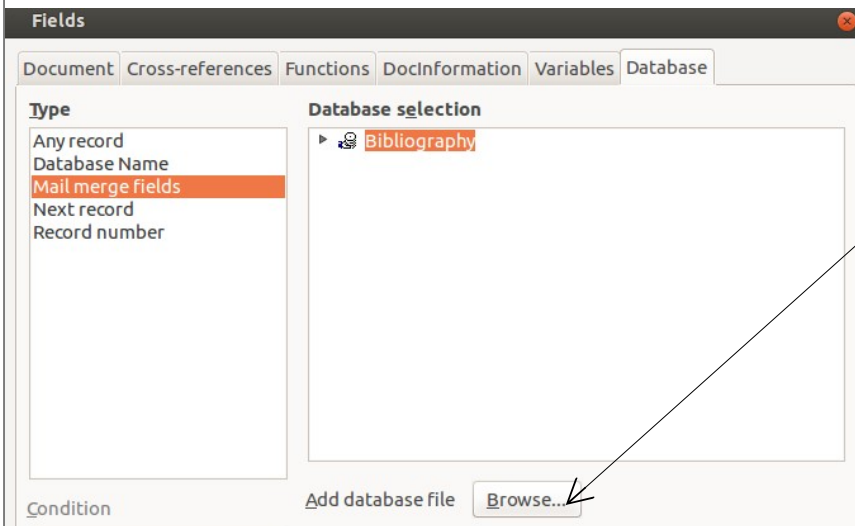 Fields
Document Cross-references Functions DocInformation Variables Database
Type
Database selection
Any record
Database Name
Mail merge fields
Next record
Record number
Bibliography
Condition
Add database file Browse...